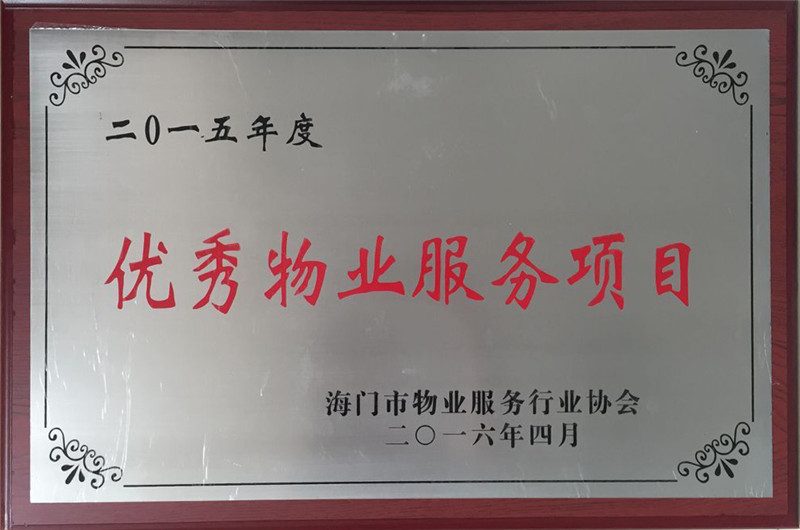 二0一五年度
优秀物业服务项目
海门市物业服务行业协会
二〇一六年四月